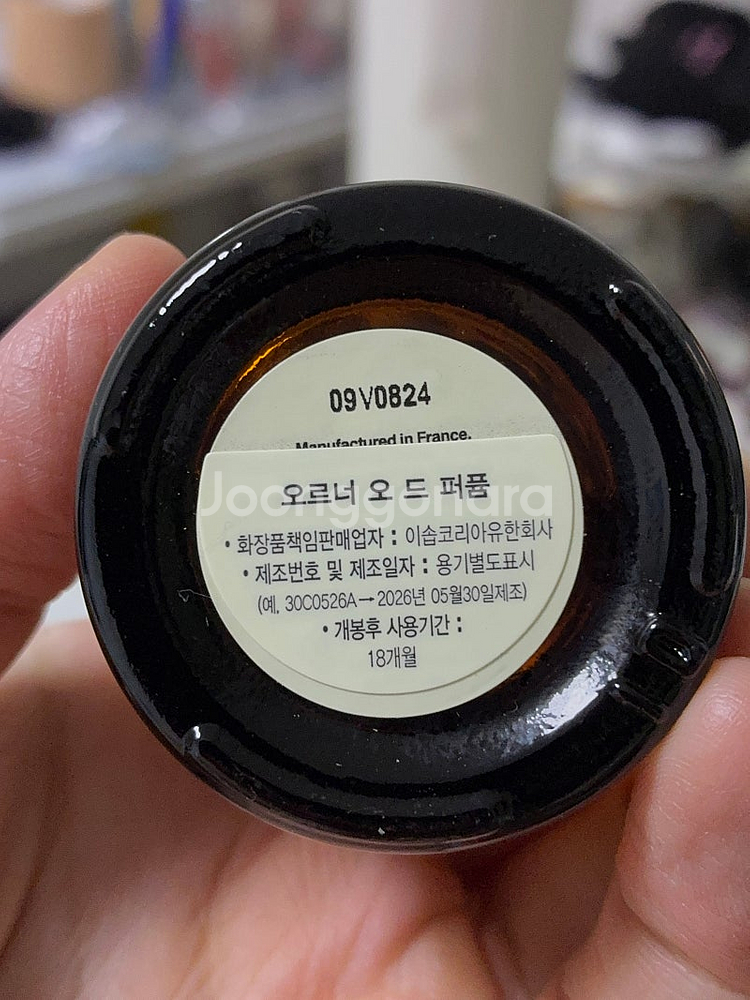 09V0824
Manufactured in France.
오르너 오 드 퍼품
Joonggonara
• 화장품책임판매업자 : 이솝코리아유한회사
• 제조번호 및 제조일자 : 용기별도표시
(예. 30C0526A→2026년 05월30일제조)
• 개봉후 사용기간 :
18개월